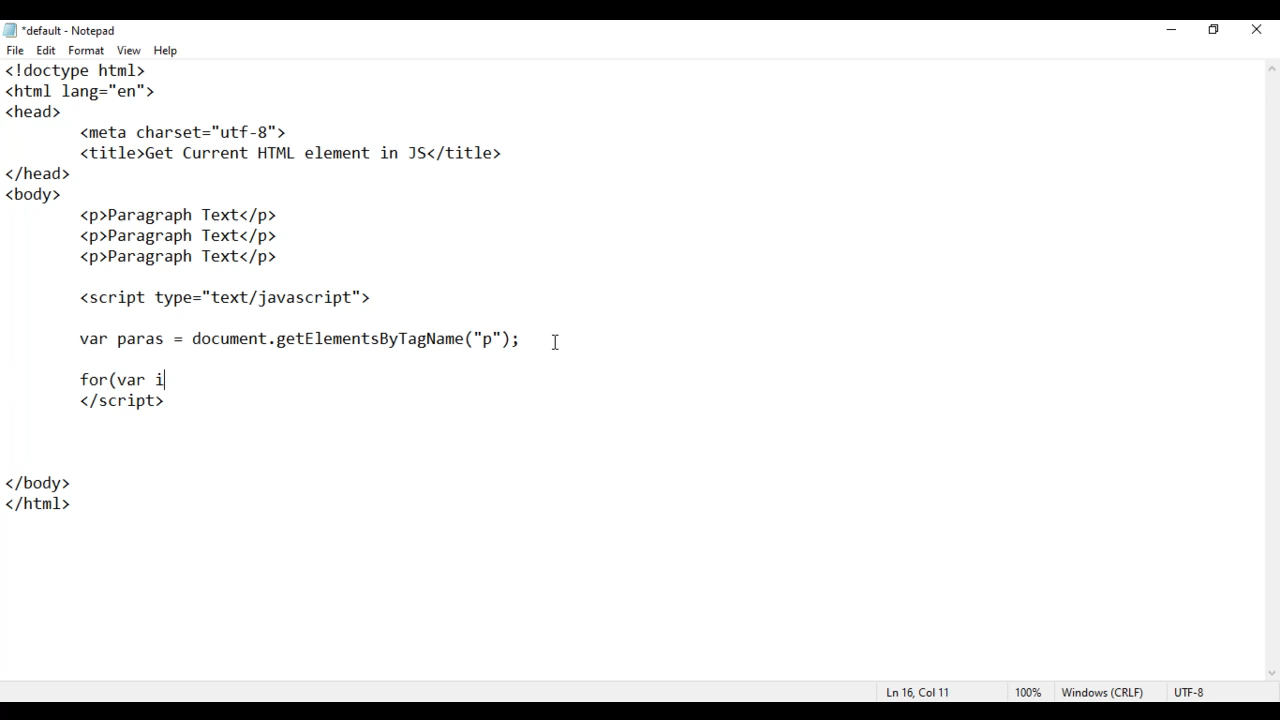 *default - Notepad
File Edit Format View Help
<!doctype html>
<html lang="en">
<head>
<meta charset="utf-8">
<title>Get Current HTML element in JS</title>
</head>
<body>
<p>Paragraph Text</p>
<p>Paragraph Text</p>
<p>Paragraph Text</p>
<script type="text/javascript">
var paras = document.getElementsByTagName("p");
for(var i
</script>
</body>
</html>
Ln 16, Col 11 100% Windows (CRLF) UTF-8